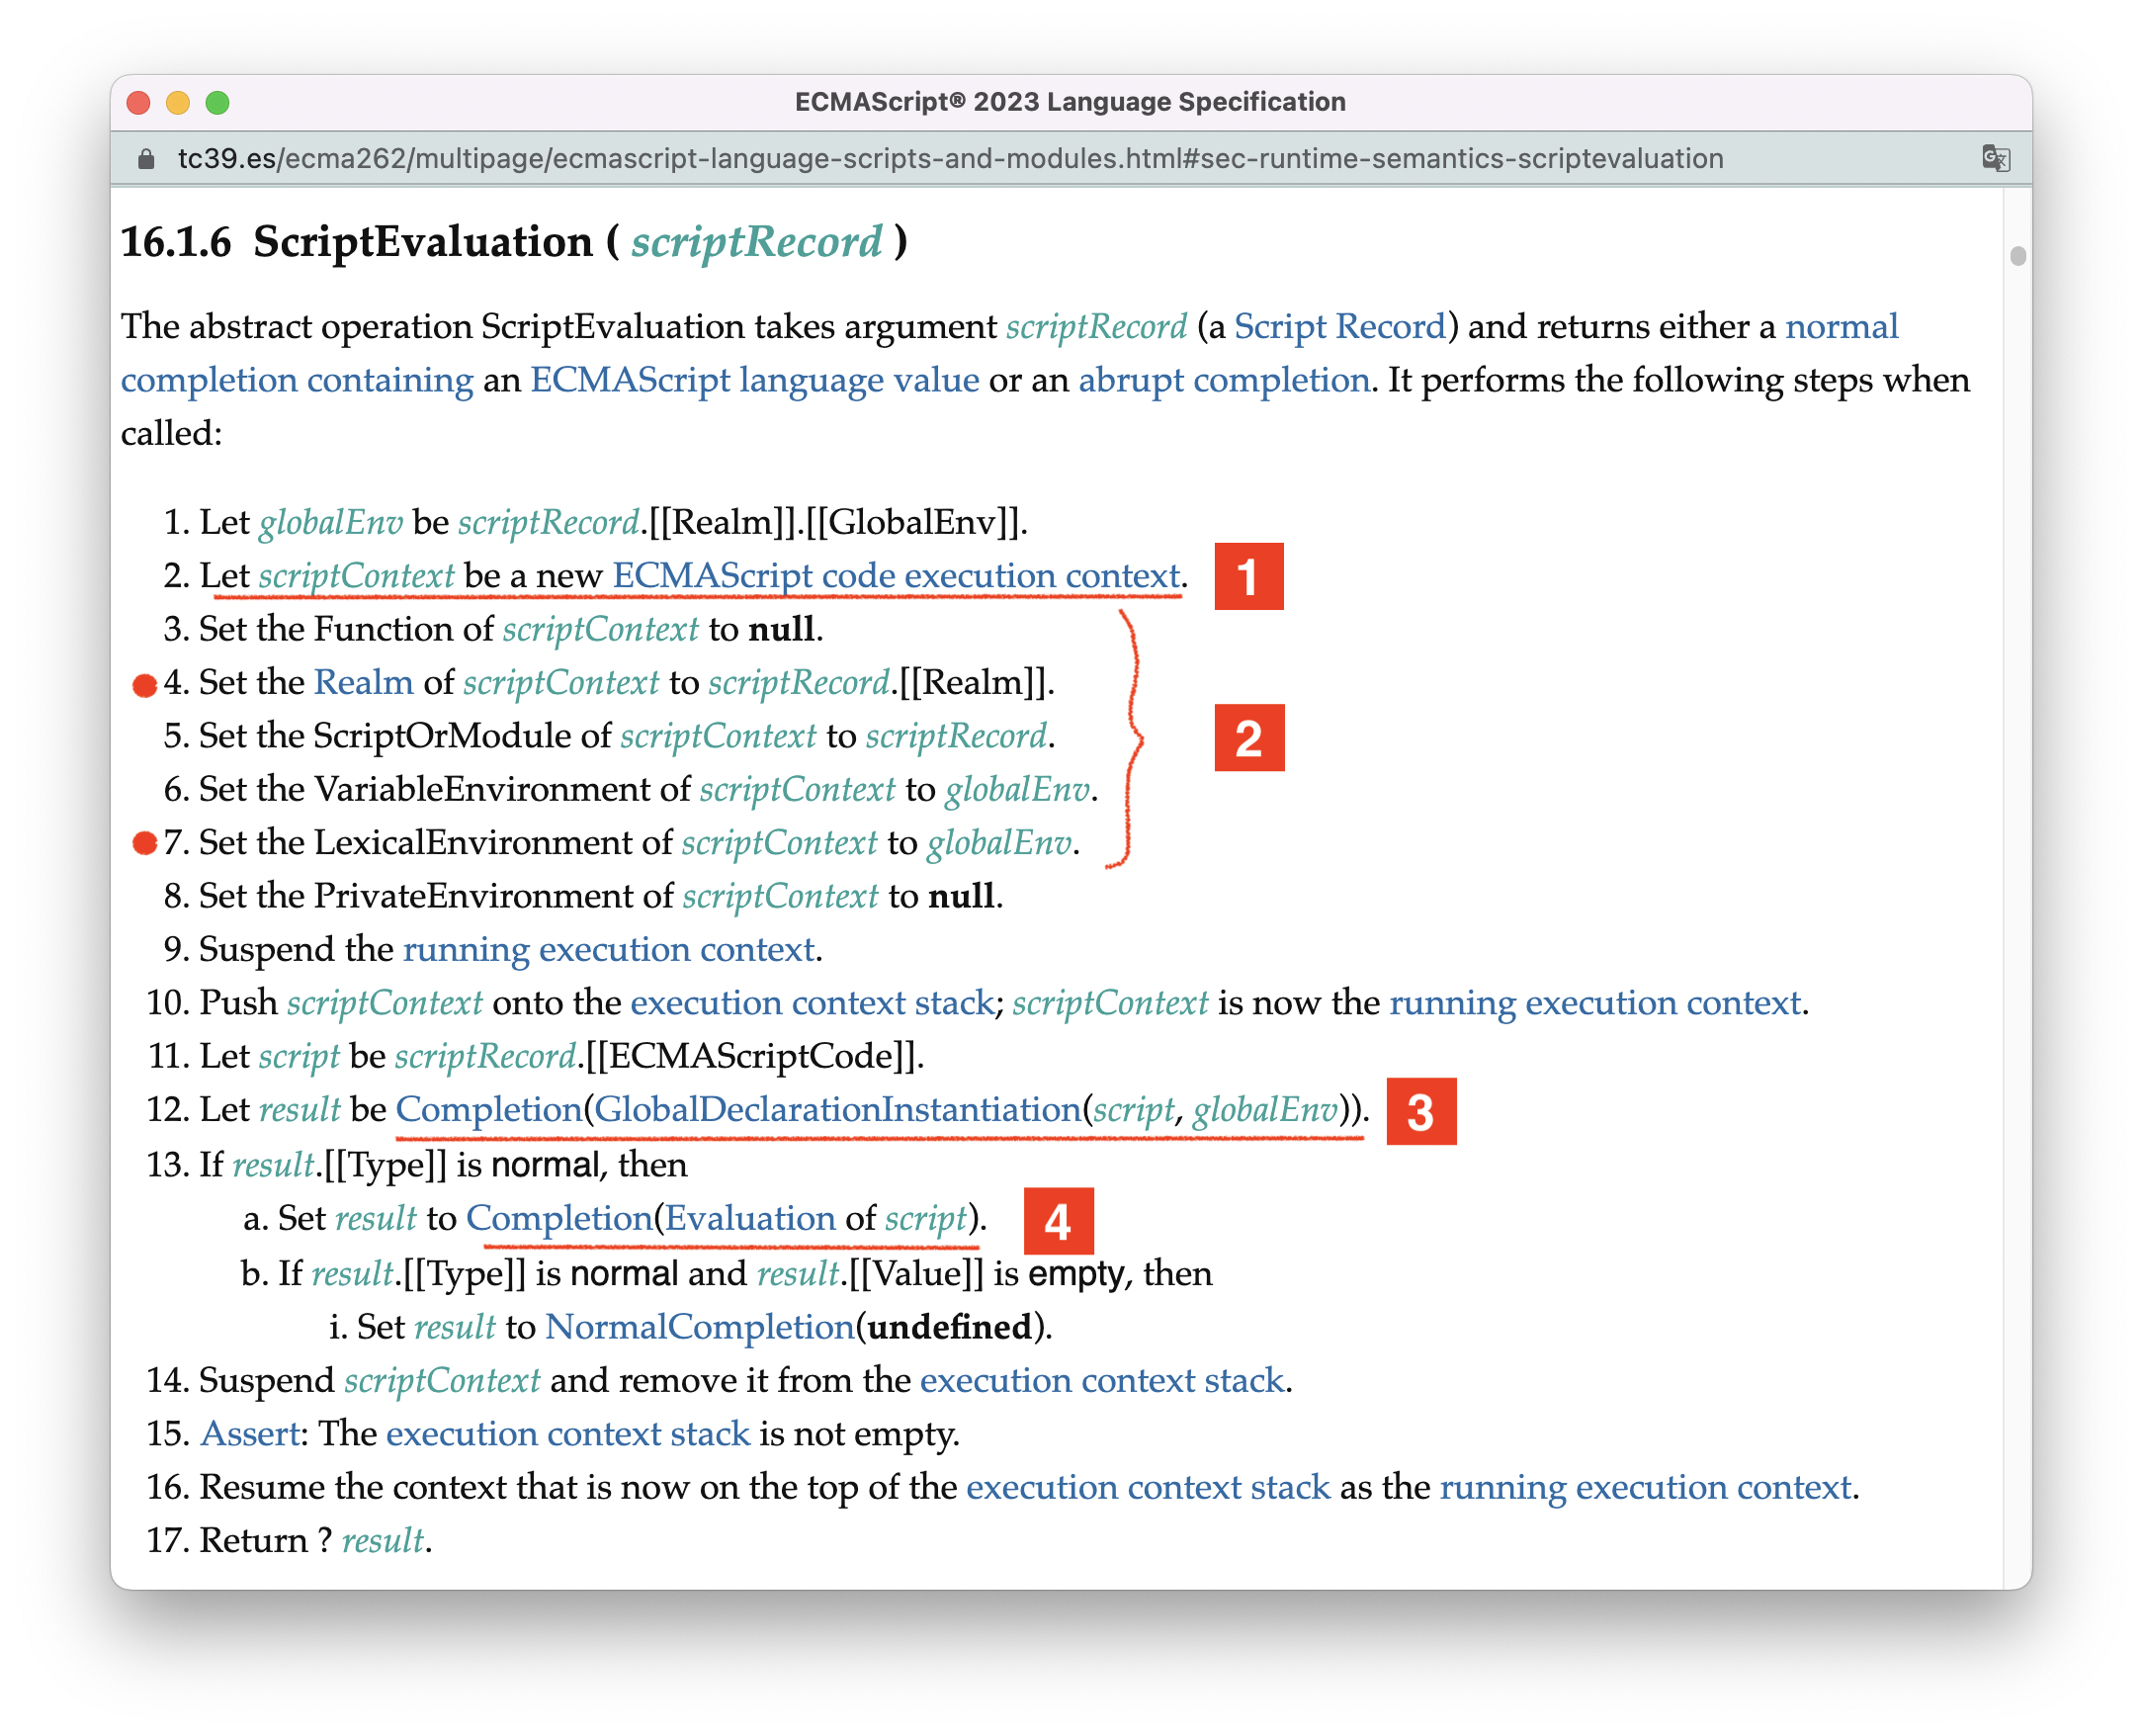 ECMAScript® 2023 Language Specification
tc39.es/ecma262/multipage/ecmascript-language-scripts-and-modules.html#sec-runtime-semantics-scriptevaluation
16.1.6 ScriptEvaluation ( scriptRecord )
The abstract operation ScriptEvaluation takes argument scriptRecord (a Script Record) and returns either a normal
completion containing an ECMAScript language value or an abrupt completion. It performs the following steps when
called:
1. Let globalEnv be scriptRecord.[[Realm]].[[GlobalEnv]].
2. Let scriptContext be a new ECMAScript code execution context. 1
3. Set the Function of scriptContext to null.
4. Set the Realm of scriptContext to scriptRecord.[[Realm]].
5. Set the ScriptOrModule of scriptContext to scriptRecord. 2
6. Set the VariableEnvironment of scriptContext to globalEnv.
7. Set the LexicalEnvironment of scriptContext to globalEnv.
8. Set the PrivateEnvironment of scriptContext to null.
9. Suspend the running execution context.
10. Push scriptContext onto the execution context stack; scriptContext is now the running execution context.
11. Let script be scriptRecord.[[ECMAScriptCode]].
12. Let result be Completion(GlobalDeclarationInstantiation(script, globalEnv)). 3
13. If result.[[Type]] is normal, then
a. Set result to Completion(Evaluation of script). 4
b. If result.[[Type]] is normal and result.[[Value]] is empty, then
i. Set result to NormalCompletion(undefined).
14. Suspend scriptContext and remove it from the execution context stack.
15. Assert: The execution context stack is not empty.
16. Resume the context that is now on the top of the execution context stack as the running execution context.
17. Return ? result.